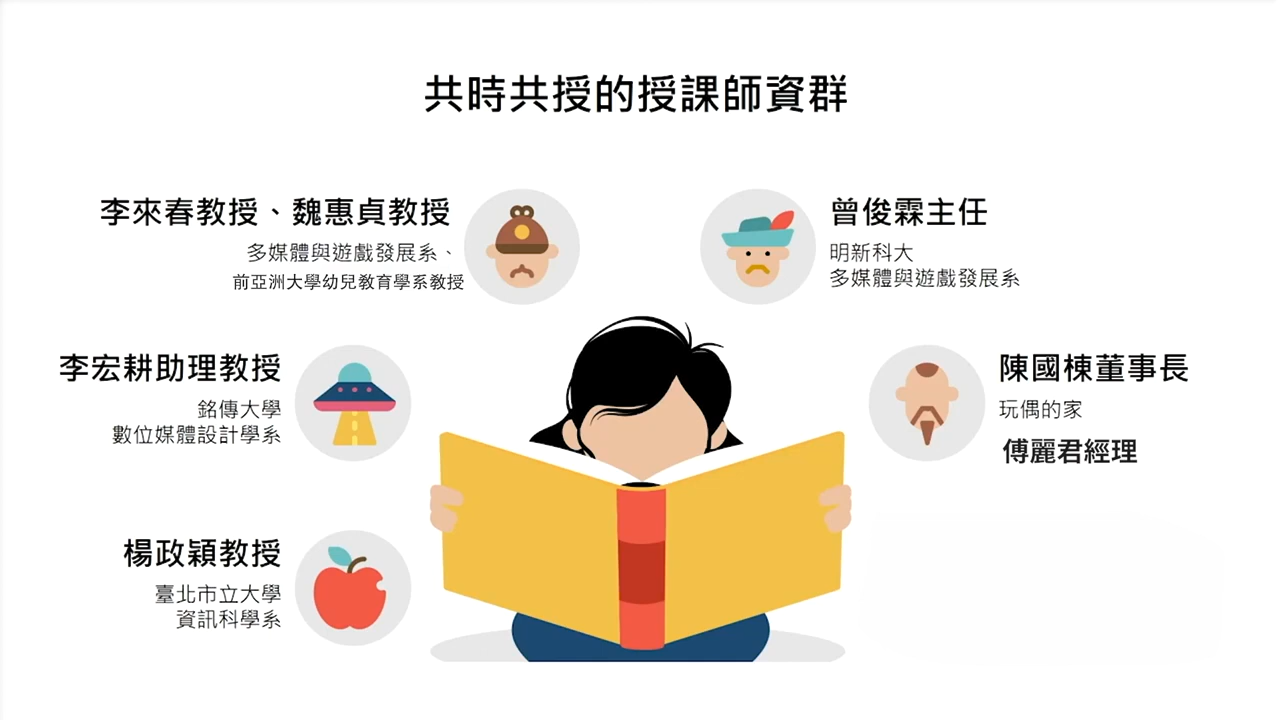 共時共授的授課師資群
李來春教授、魏惠貞教授
多媒體與遊戲發展系、
前亞洲大學幼兒教育學系教授
曾俊霖主任
明新科大
多媒體與遊戲發展系
李宏耕助理教授
銘傳大學
數位媒體設計學系
陳國棟董事長
玩偶的家
傅麗君經理
楊政穎教授
臺北市立大學
資訊科學系